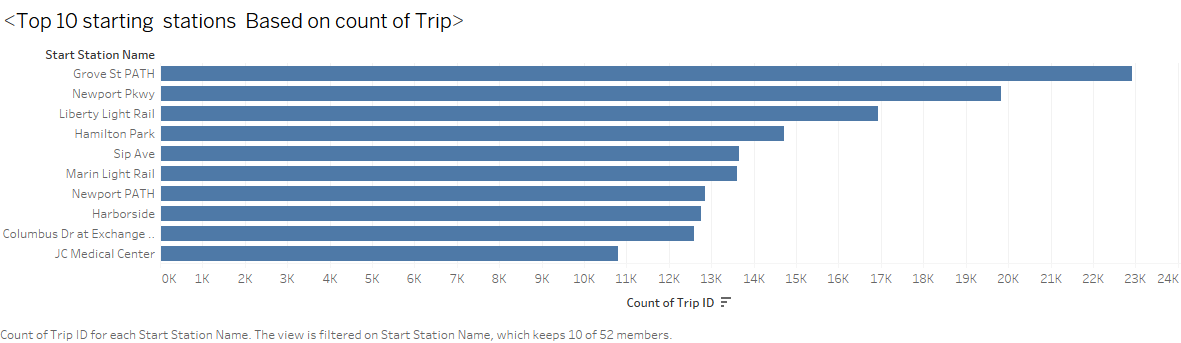 <Top 10 starting  stations  Based on count of Trip>
Start Station Name
Grove St PATH
Newport Pkwy
Liberty Light Rail
Hamilton Park
Sip Ave
Marin Light Rail
Newport PATH
Harborside
Columbus Dr at Exchange ..
JC Medical Center
0K 1K 2K 3K 4K 5K 6K 7K 8K 9K 10K 11K 12K 13K 14K 15K 16K 17K 18K 19K 20K 21K 22K 23K 24K
Count of Trip ID
Count of Trip ID for each Start Station Name. The view is filtered on Start Station Name, which keeps 10 of 52 members.